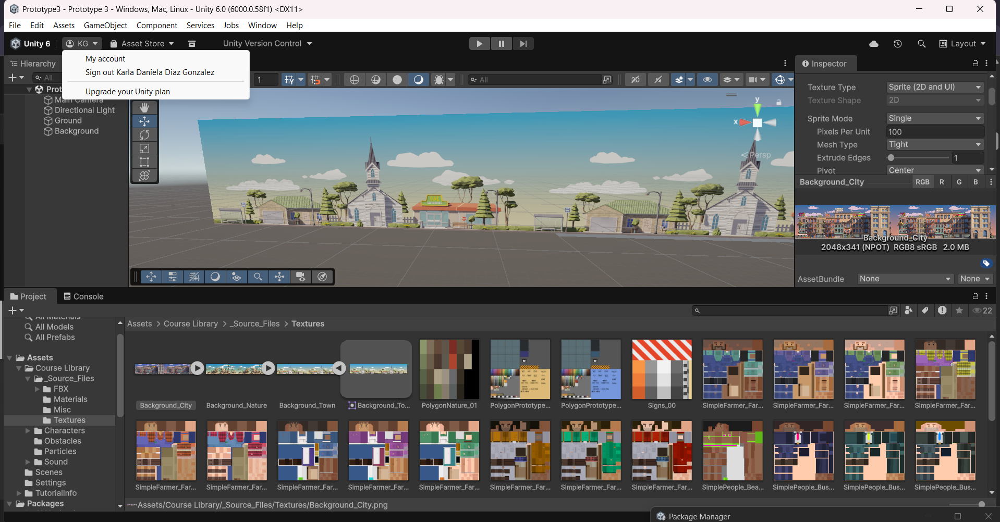 Prototype3 - Prototype 3 - Windows, Mac, Linux - Unity 6.0 (6000.0.58f1) <DX11>
File Edit Assets GameObject Component Services Jobs Window Help
Unity 6 KG Asset Store Unity Version Control Layout
My account
Sign out Karla Daniela Diaz Gonzalez
Upgrade your Unity plan
Hierarchy
All
Prot
Main Camera
Directional Light
Ground
Background
1
All
2D
y
x
Persp
Inspector
Texture Type Sprite (2D and UI)
Texture Shape 2D
Sprite Mode Single
Pixels Per Unit 100
Mesh Type Tight
Extrude Edges 1
Pivot Center
Background_City RGB R G B
Background_City
2048x341 (NPOT) RGB8 sRGB 2.0 MB
AssetBundle None None
Project Console
22
All Materials
All Models
All Prefabs
Assets
Course Library
_Source_Files
FBX
Materials
Misc
Textures
Characters
Obstacles
Particles
Sound
Scenes
Settings
TutorialInfo
Packages
Assets > Course Library > _Source_Files > Textures
Background_City Background_Nature Background_Town Background_To... PolygonNature_01 PolygonPrototype... PolygonPrototype... Signs_00 SimpleFarmer_Far... SimpleFarmer_Far... SimpleFarmer_Far... SimpleFarmer_Far...
SimpleFarmer_Far... SimpleFarmer_Far... SimpleFarmer_Far... SimpleFarmer_Far... SimpleFarmer_Far... SimpleFarmer_Far... SimpleFarmer_Far... SimpleFarmer_Far... SimplePeople_Bea... SimplePeople_Bus... SimplePeople_Bus... SimplePeople_Bus...
Assets/Course Library/_Source_Files/Textures/Background_City.png
Package Manager